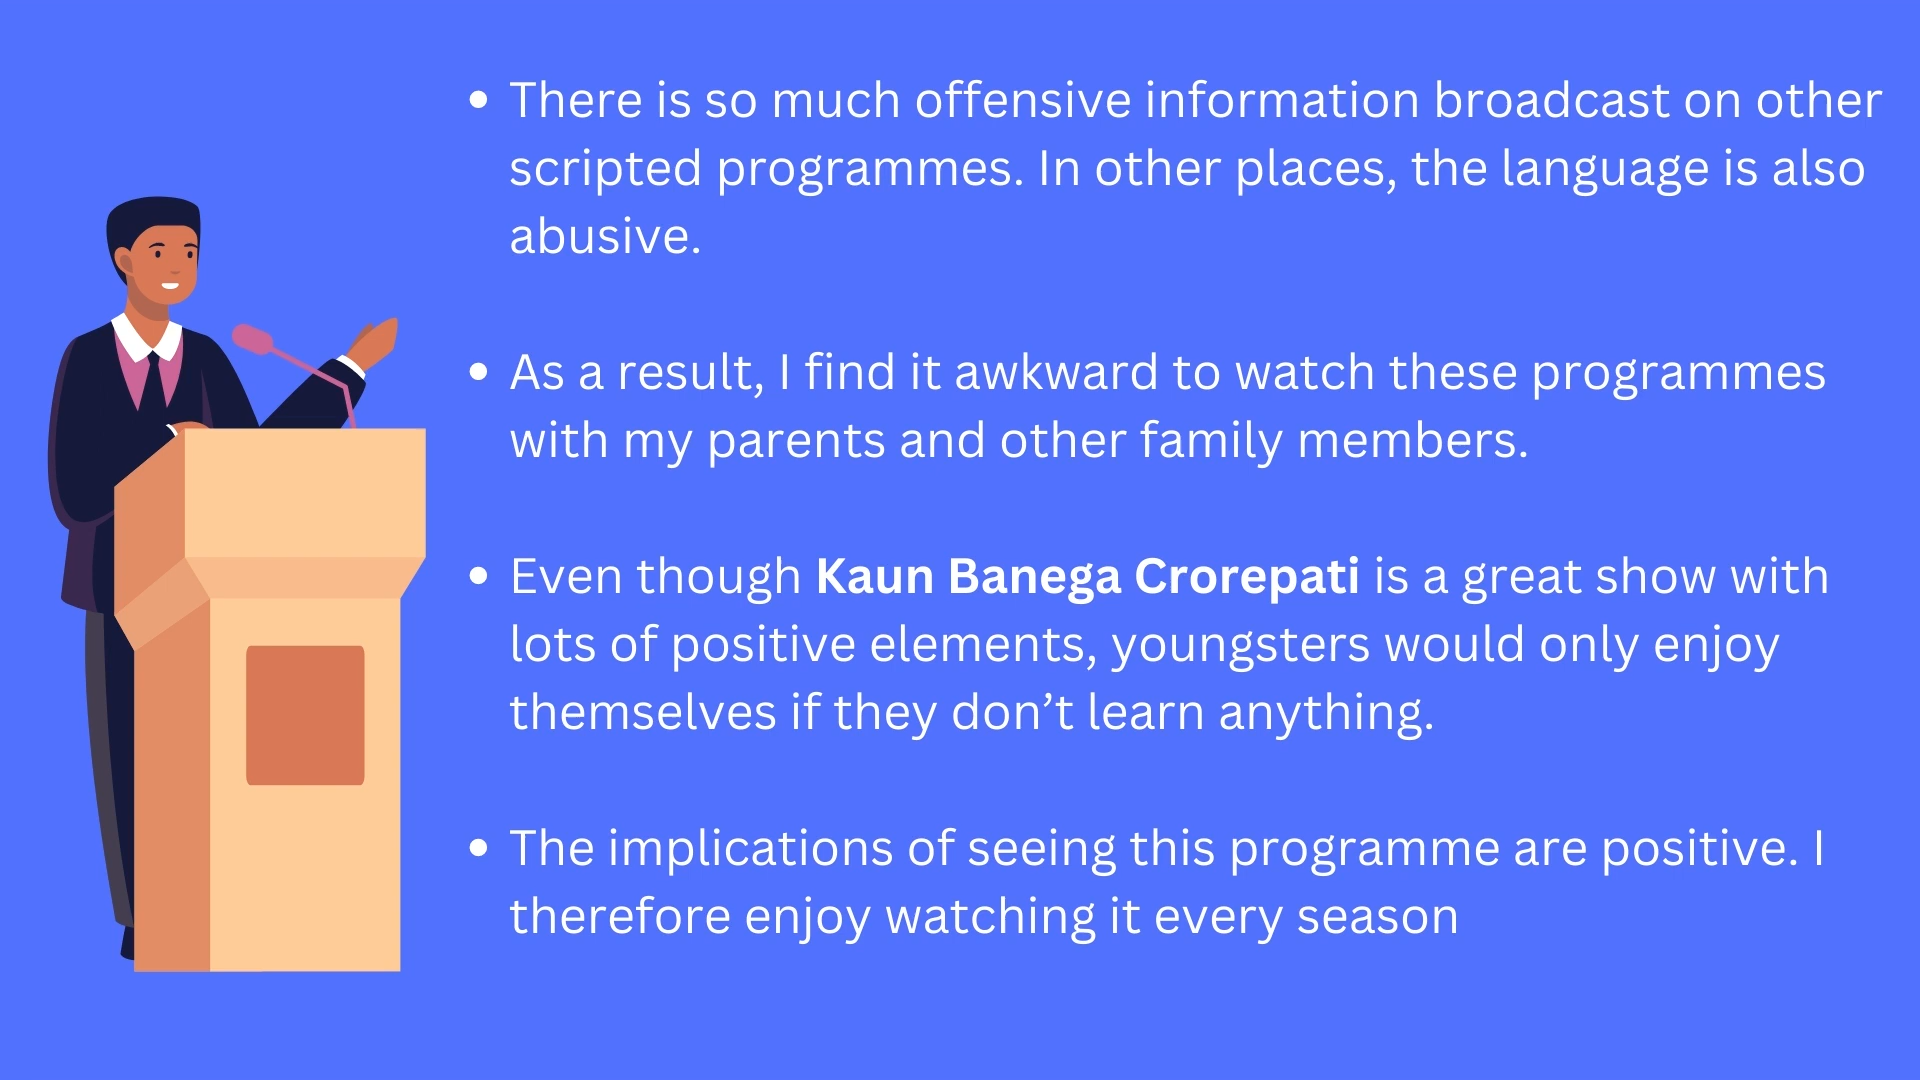 • There is so much offensive information broadcast on other
scripted programmes. In other places, the language is also
abusive.
• As a result, I find it awkward to watch these programmes
with my parents and other family members.
• Even though Kaun Banega Crorepati is a great show with
lots of positive elements, youngsters would only enjoy
themselves if they don’t learn anything.
• The implications of seeing this programme are positive. I
therefore enjoy watching it every season